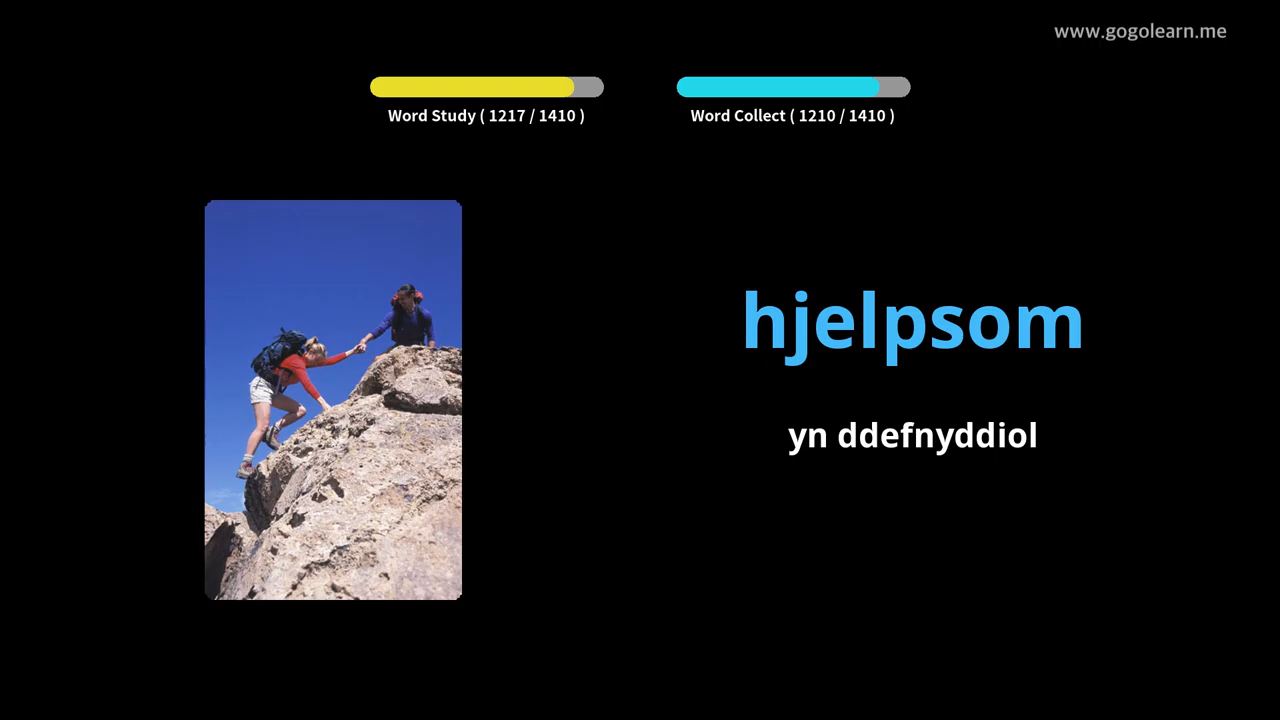 www.gogolearn.me
Word Study ( 1217 / 1410 )
Word Collect ( 1210 / 1410 )
hjelpsom
yn ddefnyddiol